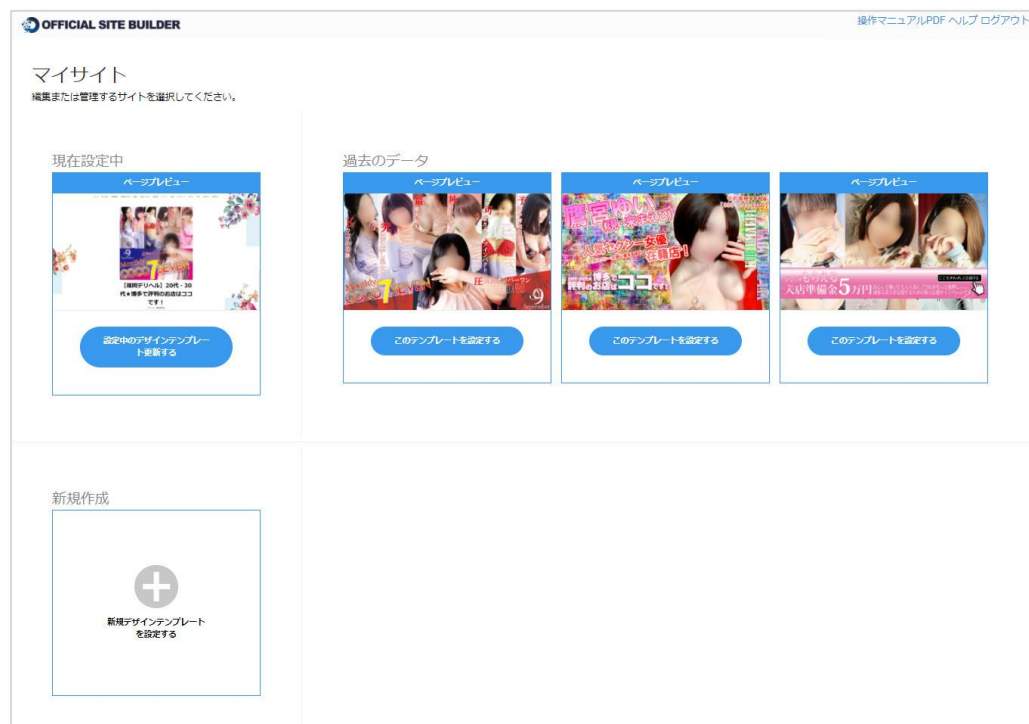 OFFICIAL SITE BUILDER
操作マニュアルPDF ヘルプ ログアウト
マイサイト
編集または管理するサイトを選択してください。
現在設定中
ページプレビュー
【福岡デリヘル】20代・30
代★博多で評判のお店はココ
です！
設定中のデザインテンプレー
ト更新する
過去のデータ
ページプレビュー
9
September
このテンプレートを設定する
ページプレビュー
鷹宮ゆい
人気セクシー女優
在籍店！
博多で
評判のお店は ココ です!
このテンプレートを設定する
ページプレビュー
入店準備金5万円
このテンプレートを設定する
新規作成
新規デザインテンプレート
を設定する